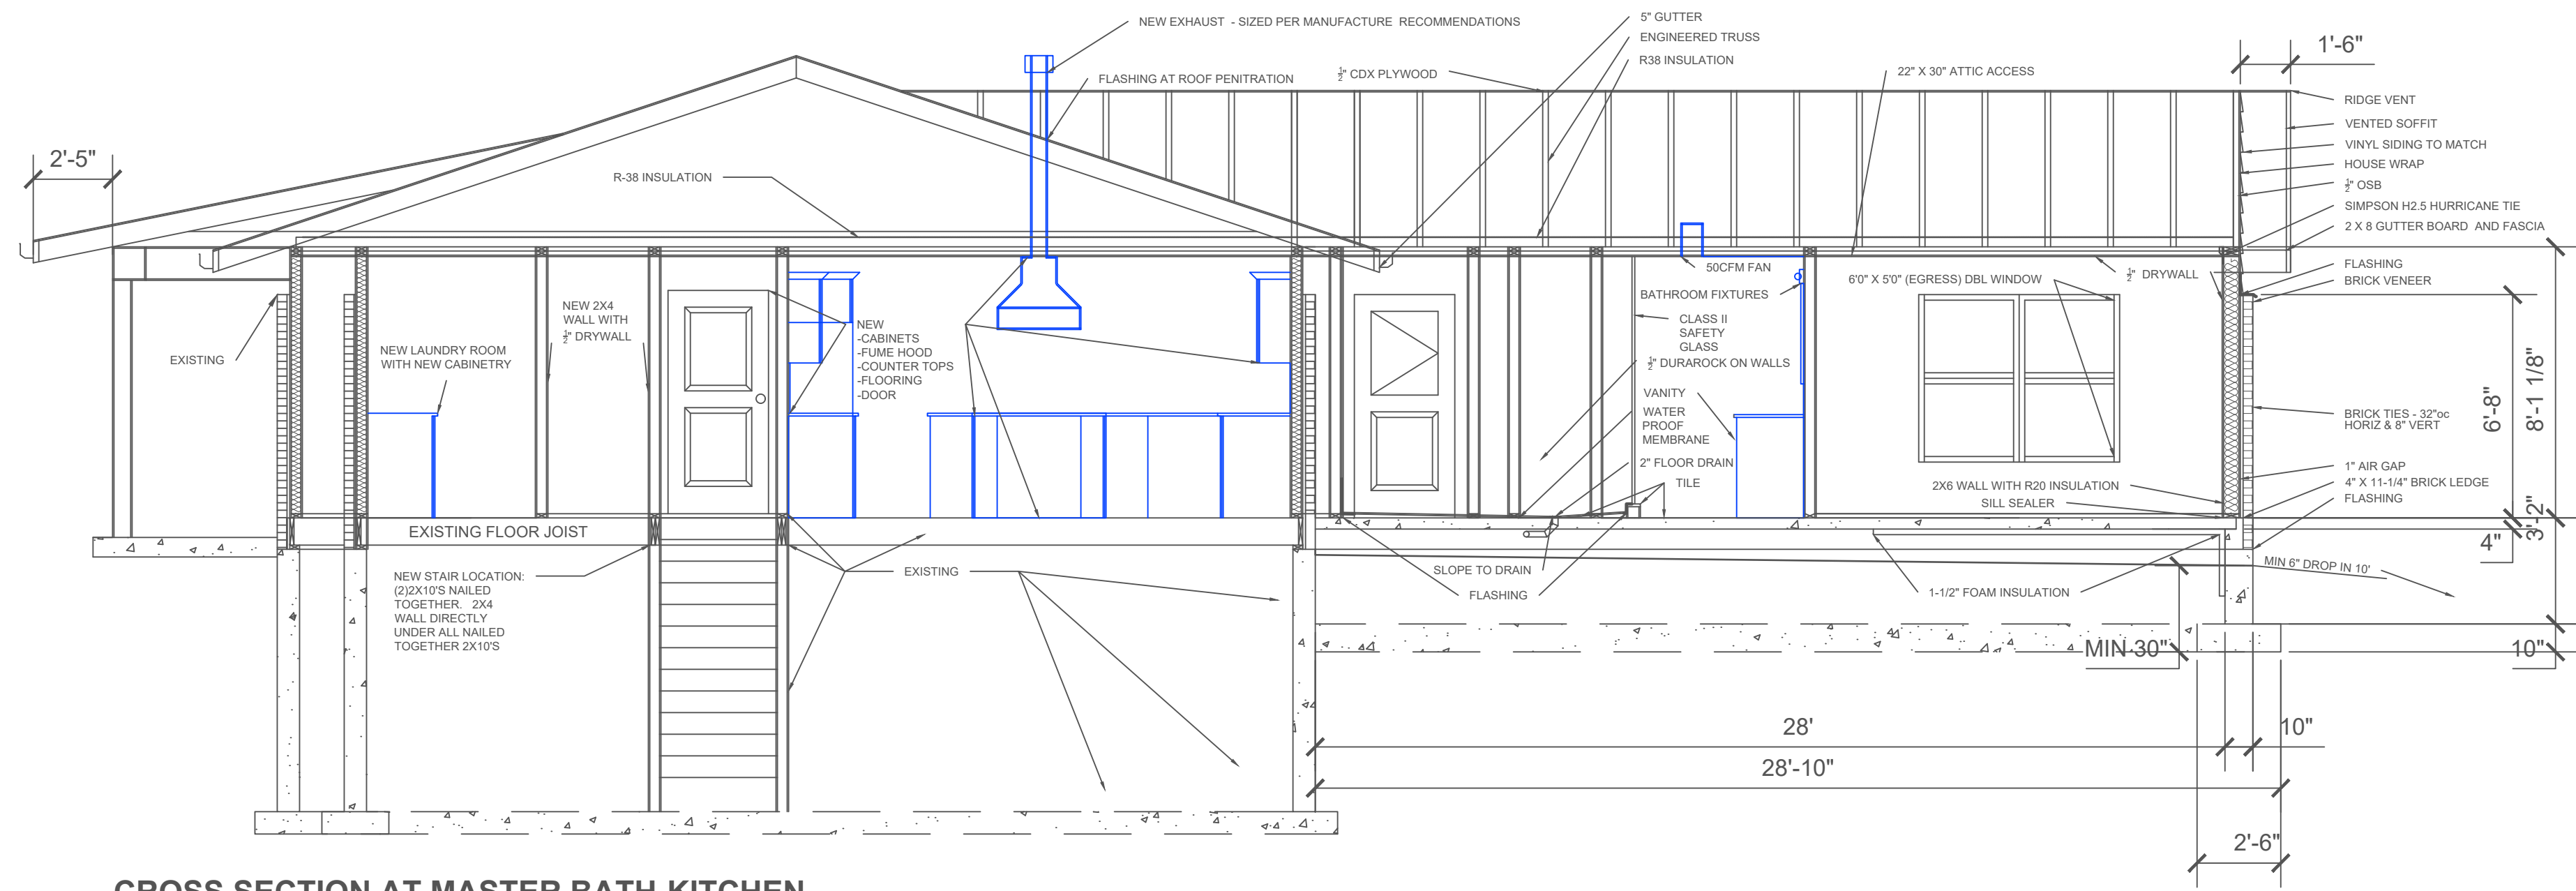 NEW EXHAUST - SIZED PER MANUFACTURE RECOMMENDATIONS
FLASHING AT ROOF PENITRATION
½" CDX PLYWOOD
5" GUTTER
ENGINEERED TRUSS
R38 INSULATION
22" X 30" ATTIC ACCESS
1'-6"
RIDGE VENT
VENTED SOFFIT
VINYL SIDING TO MATCH
HOUSE WRAP
½" OSB
SIMPSON H2.5 HURRICANE TIE
2 X 8 GUTTER BOARD AND FASCIA
FLASHING
BRICK VENEER
2'-5"
R-38 INSULATION
EXISTING
NEW LAUNDRY ROOM
WITH NEW CABINETRY
NEW 2X4
WALL WITH
½" DRYWALL
NEW
-CABINETS
-FUME HOOD
-COUNTER TOPS
-FLOORING
-DOOR
50CFM FAN
BATHROOM FIXTURES
CLASS II
SAFETY
GLASS
½" DURAROCK ON WALLS
VANITY
WATER
PROOF
MEMBRANE
2" FLOOR DRAIN
TILE
6'0" X 5'0" (EGRESS) DBL WINDOW
½" DRYWALL
2X6 WALL WITH R20 INSULATION
SILL SEALER
6'-8"
8'-1 1/8"
BRICK TIES - 32"oc
HORIZ & 8" VERT
1" AIR GAP
4" X 11-1/4" BRICK LEDGE
FLASHING
3'-2"
4"
EXISTING FLOOR JOIST
NEW STAIR LOCATION:
(2)2X10'S NAILED
TOGETHER. 2X4
WALL DIRECTLY
UNDER ALL NAILED
TOGETHER 2X10'S
EXISTING
SLOPE TO DRAIN
FLASHING
1-1/2" FOAM INSULATION
MIN 6" DROP IN 10'
MIN 30"
10"
28'
10"
28'-10"
2'-6"
CROSS SECTION AT MASTER BATH-KITCHEN